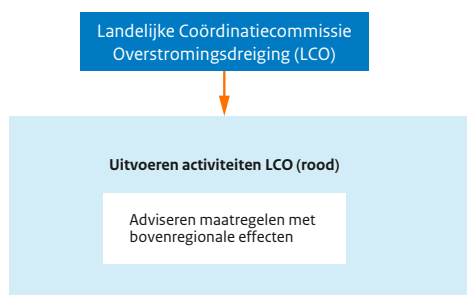 Landelijke Coördinatiecommissie
Overstromingsdreiging (LCO)
Uitvoeren activiteiten LCO (rood)
Adviseren maatregelen met
bovenregionale effecten